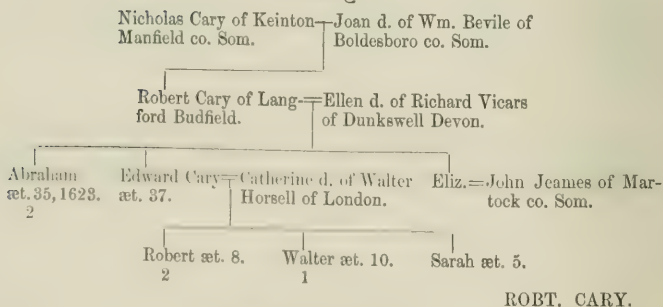 Nicholas Cary of Keinton Joan d. of Wm. Bevile of
Manfield co. Som. Boldesboro co. Som.
Robert Cary of Lang- Ellen d. of Richard Vicars
ford Budfield. of Dunkswell Devon.
Abraham Edward Cary Catherine d. of Walter Eliz.=John Jeames of Mar-
æt. 35, 1623. æt. 37. Horsell of London. tock co. Som.
2
Robert æt. 8. Walter æt. 10. Sarah æt. 5.
2 1
ROBT. CARY.